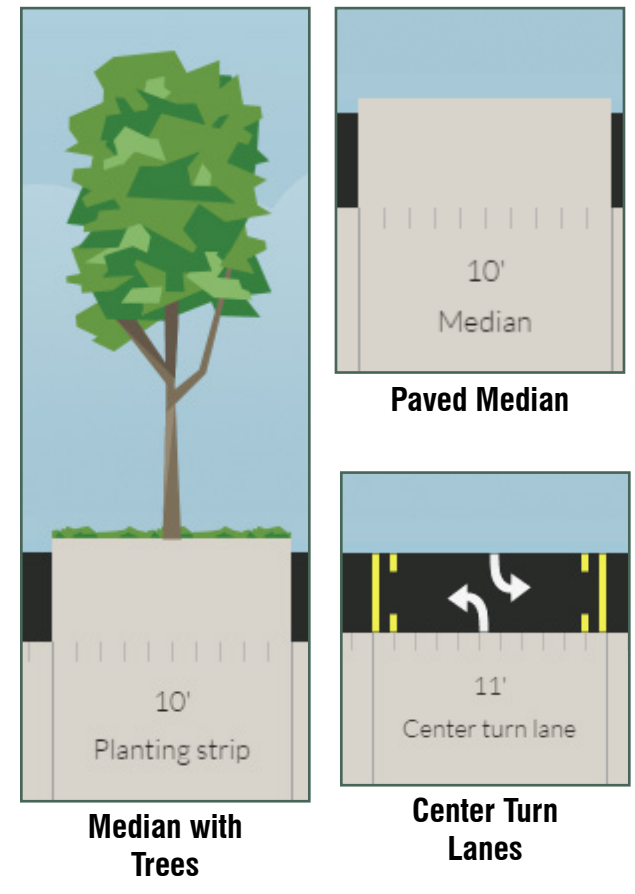 10'
Planting strip
Median with
Trees
10'
Median
Paved Median
11'
Center turn lane
Center Turn
Lanes